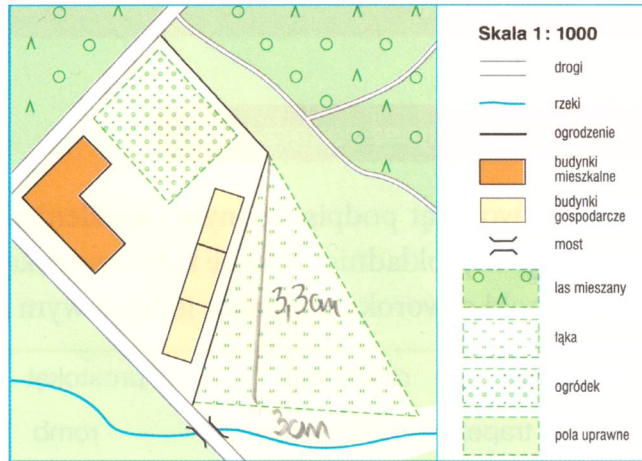 Skala 1 : 1000
drogi
rzeki
ogrodzenie
budynki
mieszkalne
budynki
gospodarcze
most
las mieszany
łąka
ogródek
pola uprawne
3,3cm
3cm